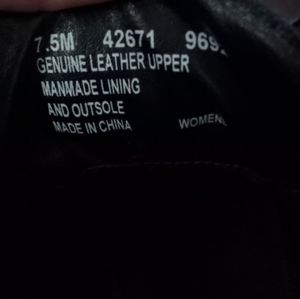 7.5M 42671
GENUINE LEATHER UPPER
MANMADE LINING
AND OUTSOLE
MADE IN CHINA